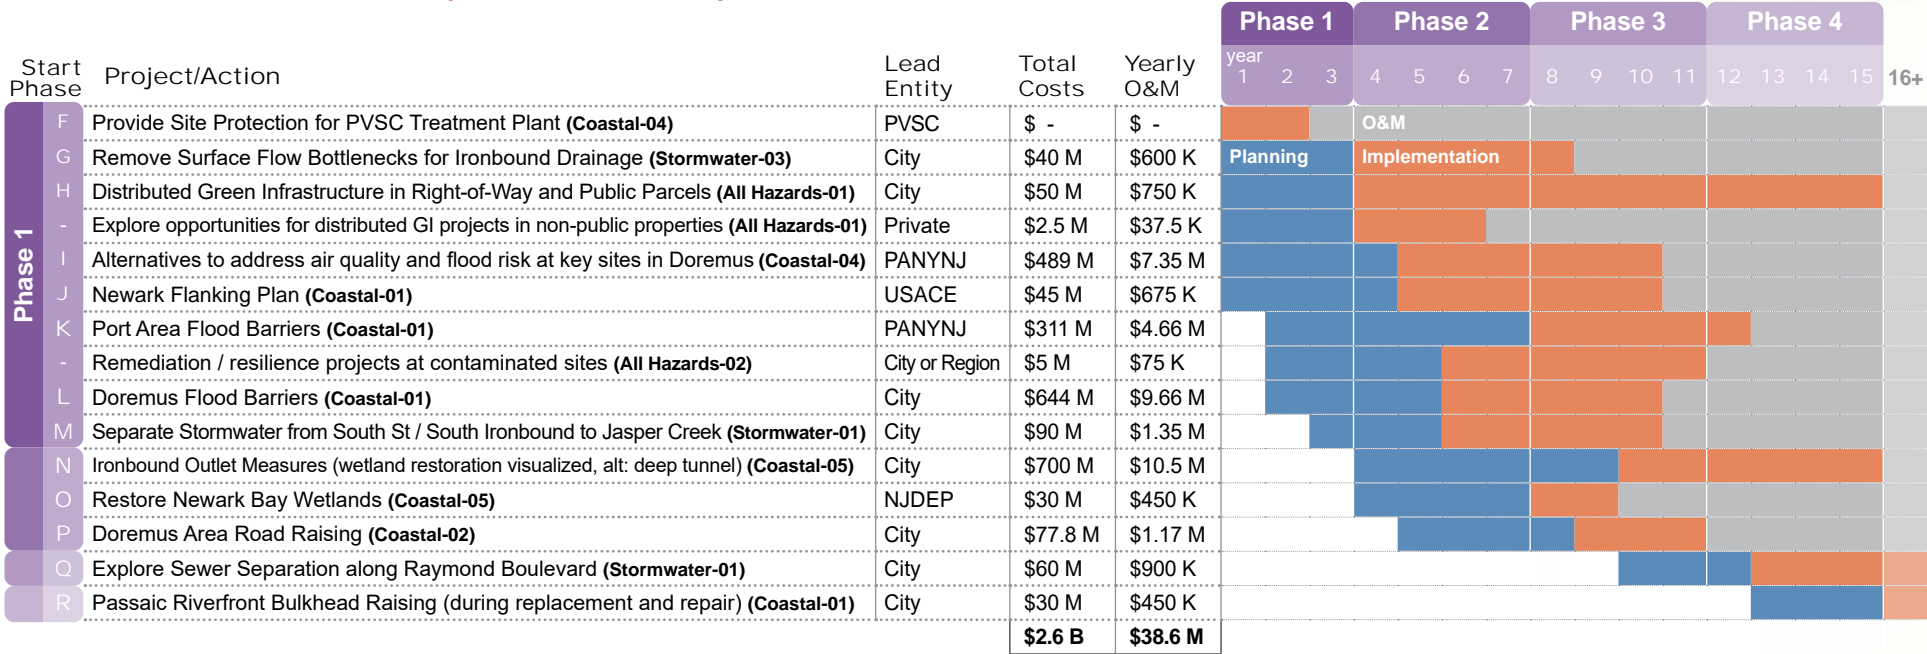 Phase 1 Phase 2 Phase 3 Phase 4
Start Phase Project/Action Lead Entity Total Costs Yearly O&M year 1 2 3 4 5 6 7 8 9 10 11 12 13 14 15 16+
Phase 1
F Provide Site Protection for PVSC Treatment Plant (Coastal-04) PVSC $ - $ - O&M
G Remove Surface Flow Bottlenecks for Ironbound Drainage (Stormwater-03) City $40 M $600 K Planning Implementation
H Distributed Green Infrastructure in Right-of-Way and Public Parcels (All Hazards-01) City $50 M $750 K
- Explore opportunities for distributed GI projects in non-public properties (All Hazards-01) Private $2.5 M $37.5 K
I Alternatives to address air quality and flood risk at key sites in Doremus (Coastal-04) PANYNJ $489 M $7.35 M
J Newark Flanking Plan (Coastal-01) USACE $45 M $675 K
K Port Area Flood Barriers (Coastal-01) PANYNJ $311 M $4.66 M
- Remediation / resilience projects at contaminated sites (All Hazards-02) City or Region $5 M $75 K
L Doremus Flood Barriers (Coastal-01) City $644 M $9.66 M
M Separate Stormwater from South St / South Ironbound to Jasper Creek (Stormwater-01) City $90 M $1.35 M
N Ironbound Outlet Measures (wetland restoration visualized, alt: deep tunnel) (Coastal-05) City $700 M $10.5 M
O Restore Newark Bay Wetlands (Coastal-05) NJDEP $30 M $450 K
P Doremus Area Road Raising (Coastal-02) City $77.8 M $1.17 M
Q Explore Sewer Separation along Raymond Boulevard (Stormwater-01) City $60 M $900 K
R Passaic Riverfront Bulkhead Raising (during replacement and repair) (Coastal-01) City $30 M $450 K
$2.6 B $38.6 M